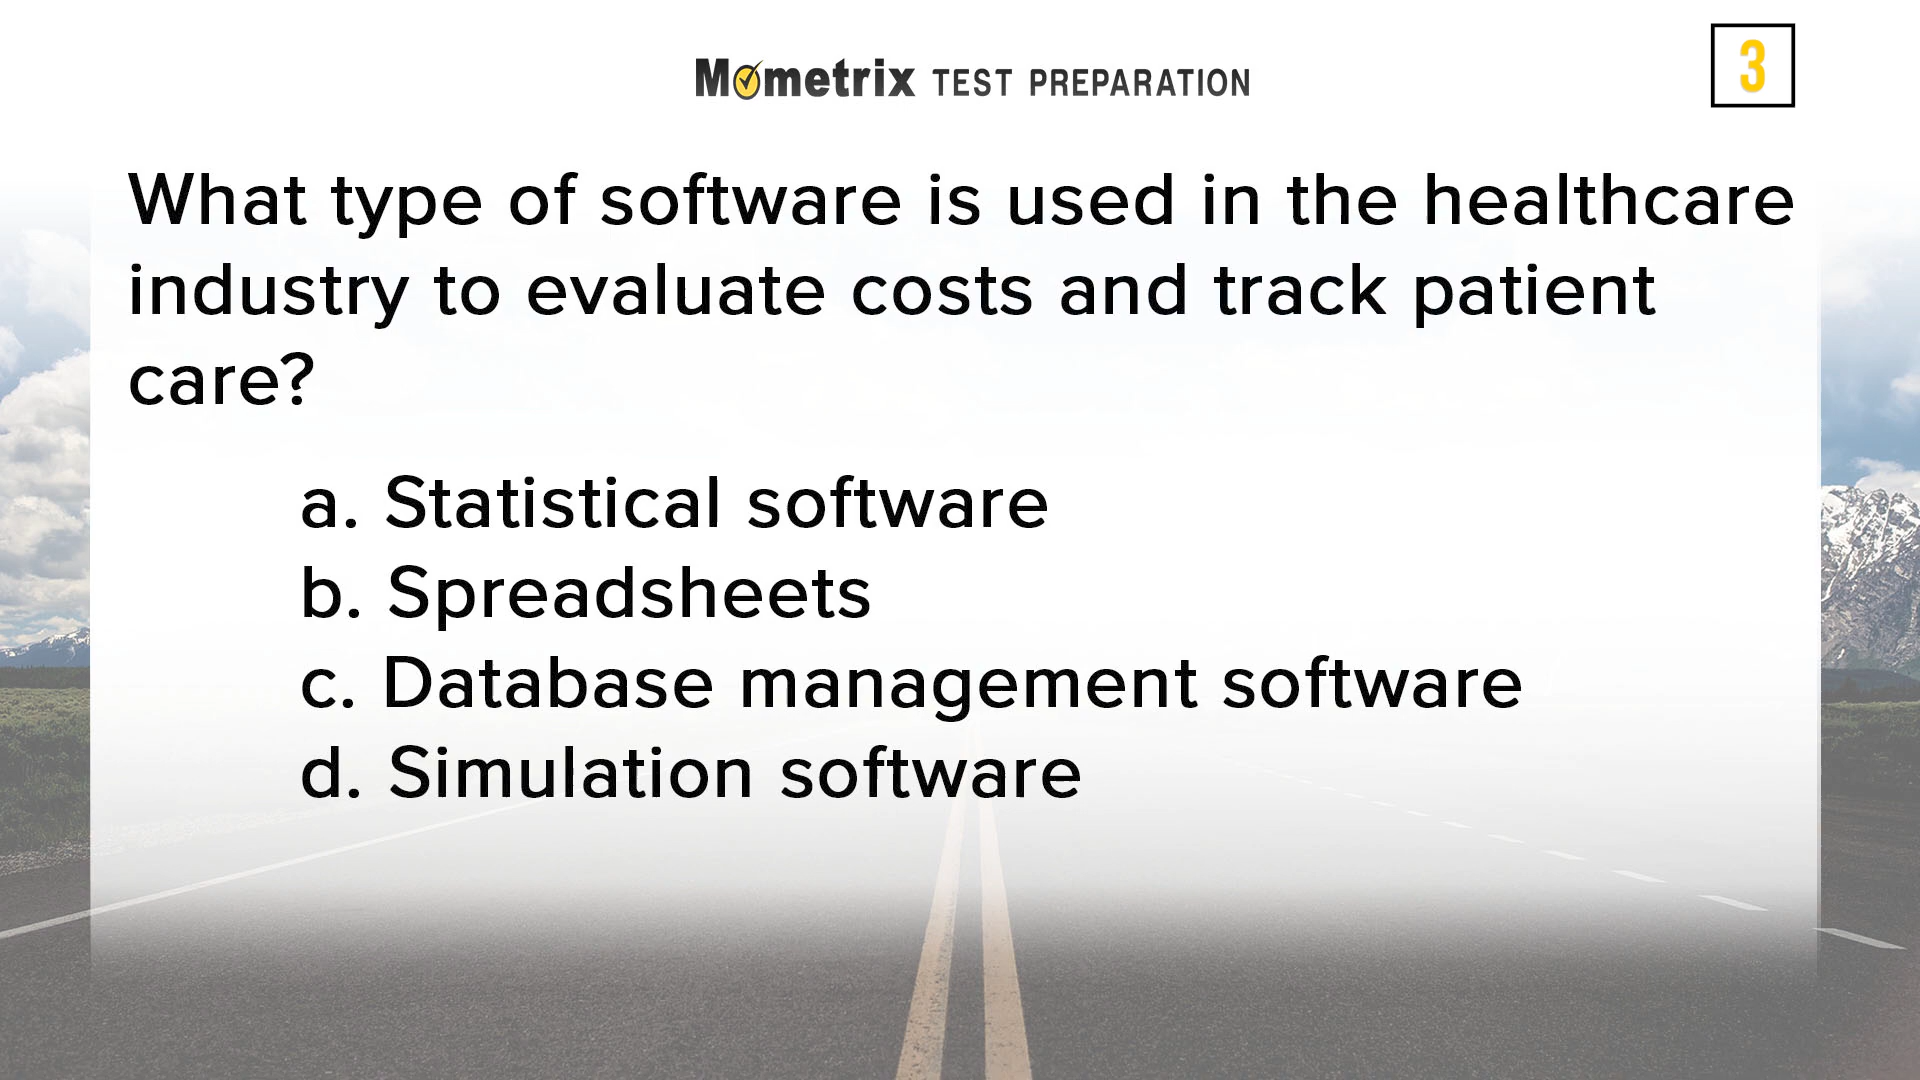 Mometrix TEST PREPARATION
3
What type of software is used in the healthcare
industry to evaluate costs and track patient
care?
a. Statistical software
b. Spreadsheets
c. Database management software
d. Simulation software